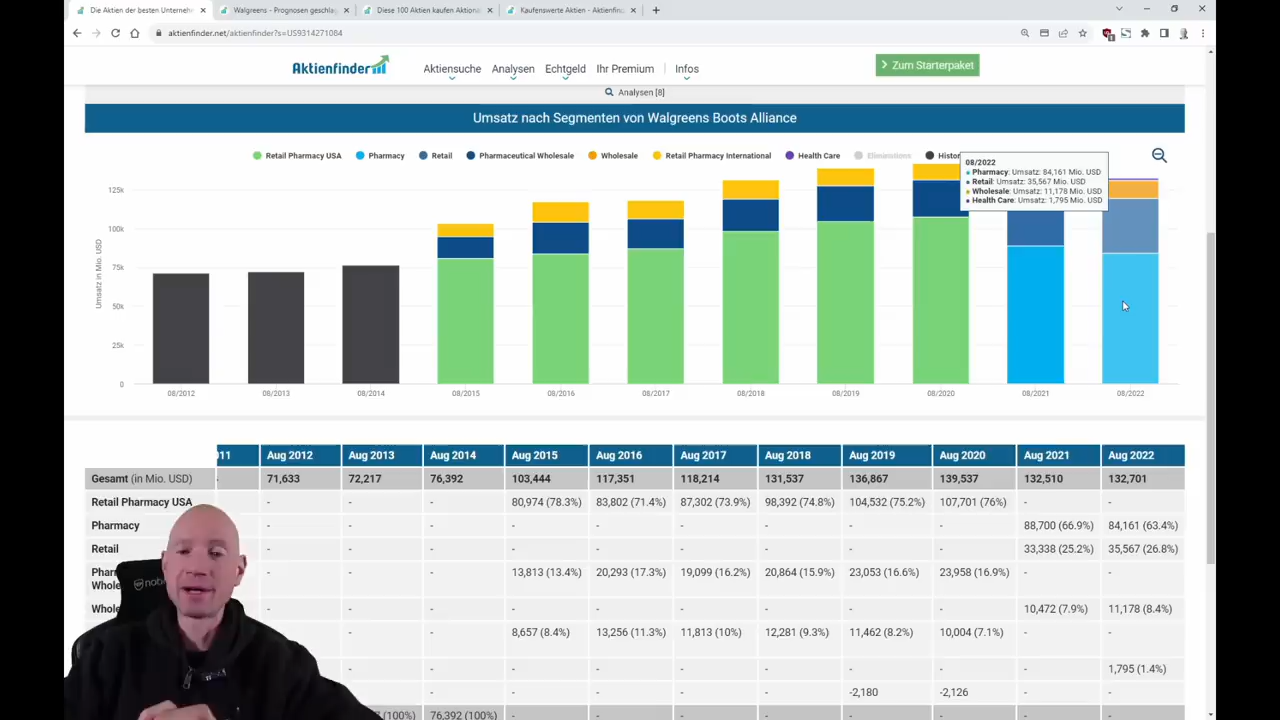 Die Aktien der besten Unterneh
Walgreens - Prognosen geschlag
Diese 100 Aktien kaufen Aktionä
Kaufenswerte Aktien - Aktienfin
aktienfinder.net/aktienfinder?s=US9314271084
Aktienfinder
Aktiensuche Analysen Echtgeld Ihr Premium Infos
Zum Starterpaket
Analysen [8]
Umsatz nach Segmenten von Walgreens Boots Alliance
Retail Pharmacy USA Pharmacy Retail Pharmaceutical Wholesale Wholesale Retail Pharmacy International Health Care Eliminations Histor
08/2022
Pharmacy: Umsatz: 84,161 Mio. USD
Retail: Umsatz: 35,567 Mio. USD
Wholesale: Umsatz: 11,178 Mio. USD
Health Care: Umsatz: 1,795 Mio. USD
Umsatz in Mio. USD
125k
100k
75k
50k
25k
0
08/2012 08/2013 08/2014 08/2015 08/2016 08/2017 08/2018 08/2019 08/2020 08/2021 08/2022
11 Aug 2012 Aug 2013 Aug 2014 Aug 2015 Aug 2016 Aug 2017 Aug 2018 Aug 2019 Aug 2020 Aug 2021 Aug 2022
Gesamt (in Mio. USD) - 71,633 72,217 76,392 103,444 117,351 118,214 131,537 136,867 139,537 132,510 132,701
Retail Pharmacy USA - - - 80,974 (78.3%) 83,802 (71.4%) 87,302 (73.9%) 98,392 (74.8%) 104,532 (75.2%) 107,701 (76%) - -
Pharmacy - - - - - - - - - 88,700 (66.9%) 84,161 (63.4%)
Retail - - - - - - - - - 33,338 (25.2%) 35,567 (26.8%)
Phar - - - 13,813 (13.4%) 20,293 (17.3%) 19,099 (16.2%) 20,864 (15.9%) 23,053 (16.6%) 23,958 (16.9%) - -
Whole
Whole - - - - - - - - - 10,472 (7.9%) 11,178 (8.4%)
- - 8,657 (8.4%) 13,256 (11.3%) 11,813 (10%) 12,281 (9.3%) 11,462 (8.2%) 10,004 (7.1%) - -
- - - - - - - - - 1,795 (1.4%)
- - - - - - -2,180 -2,126 - -
7 (100%) 76,392 (100%) - - - - - - - -
noble